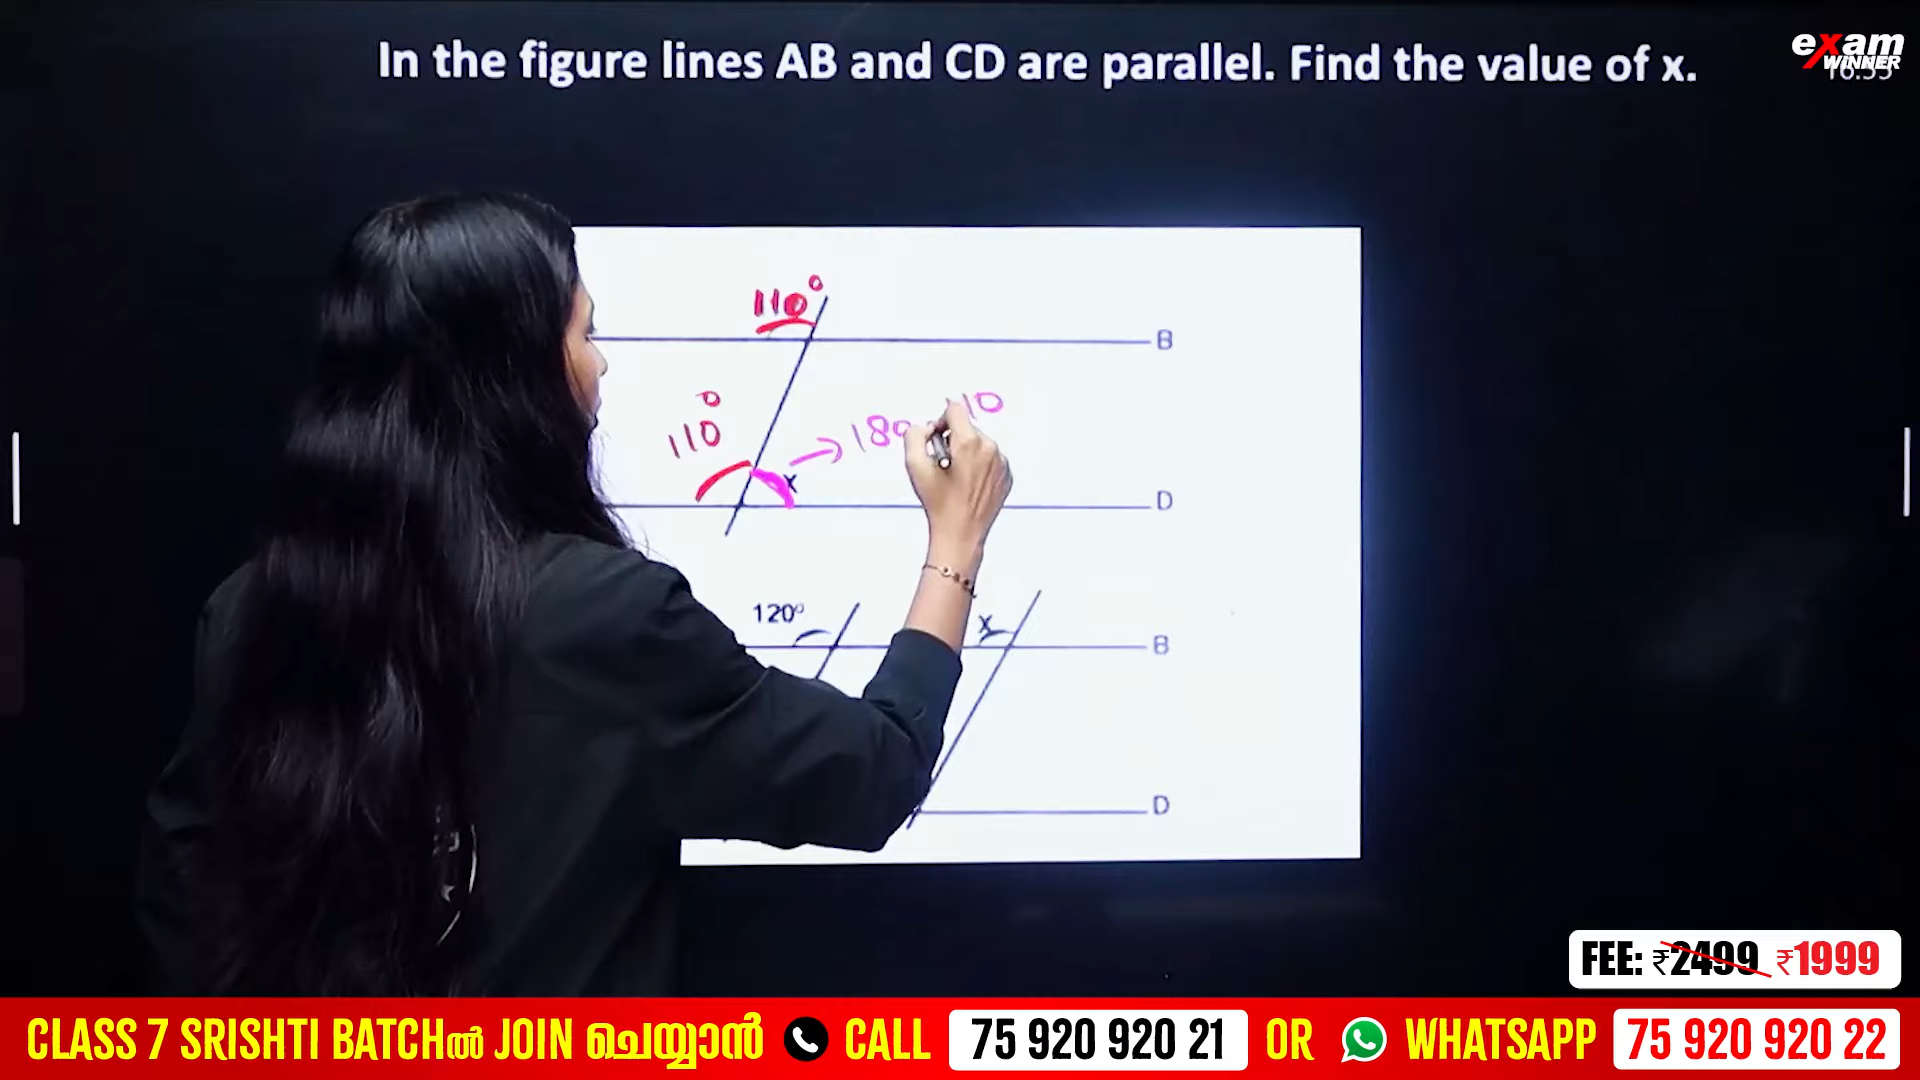 In the figure lines AB and CD are parallel. Find the value of x.
exam
WINNER
110°
B
110°
180
10
x
D
120°
x
B
D
FEE: ₹2499 ₹1999
CLASS 7 SRISHTI BATCHൽ JOIN ചെയ്യാൻ CALL 75 920 920 21 OR WHATSAPP 75 920 920 22